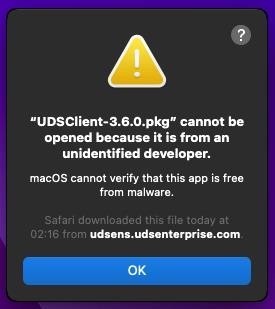 ?
“UDSClient-3.6.0.pkg” cannot be
opened because it is from an
unidentified developer.
macOS cannot verify that this app is free
from malware.
Safari downloaded this file today at
02:16 from udsens.udsenterprise.com.
OK